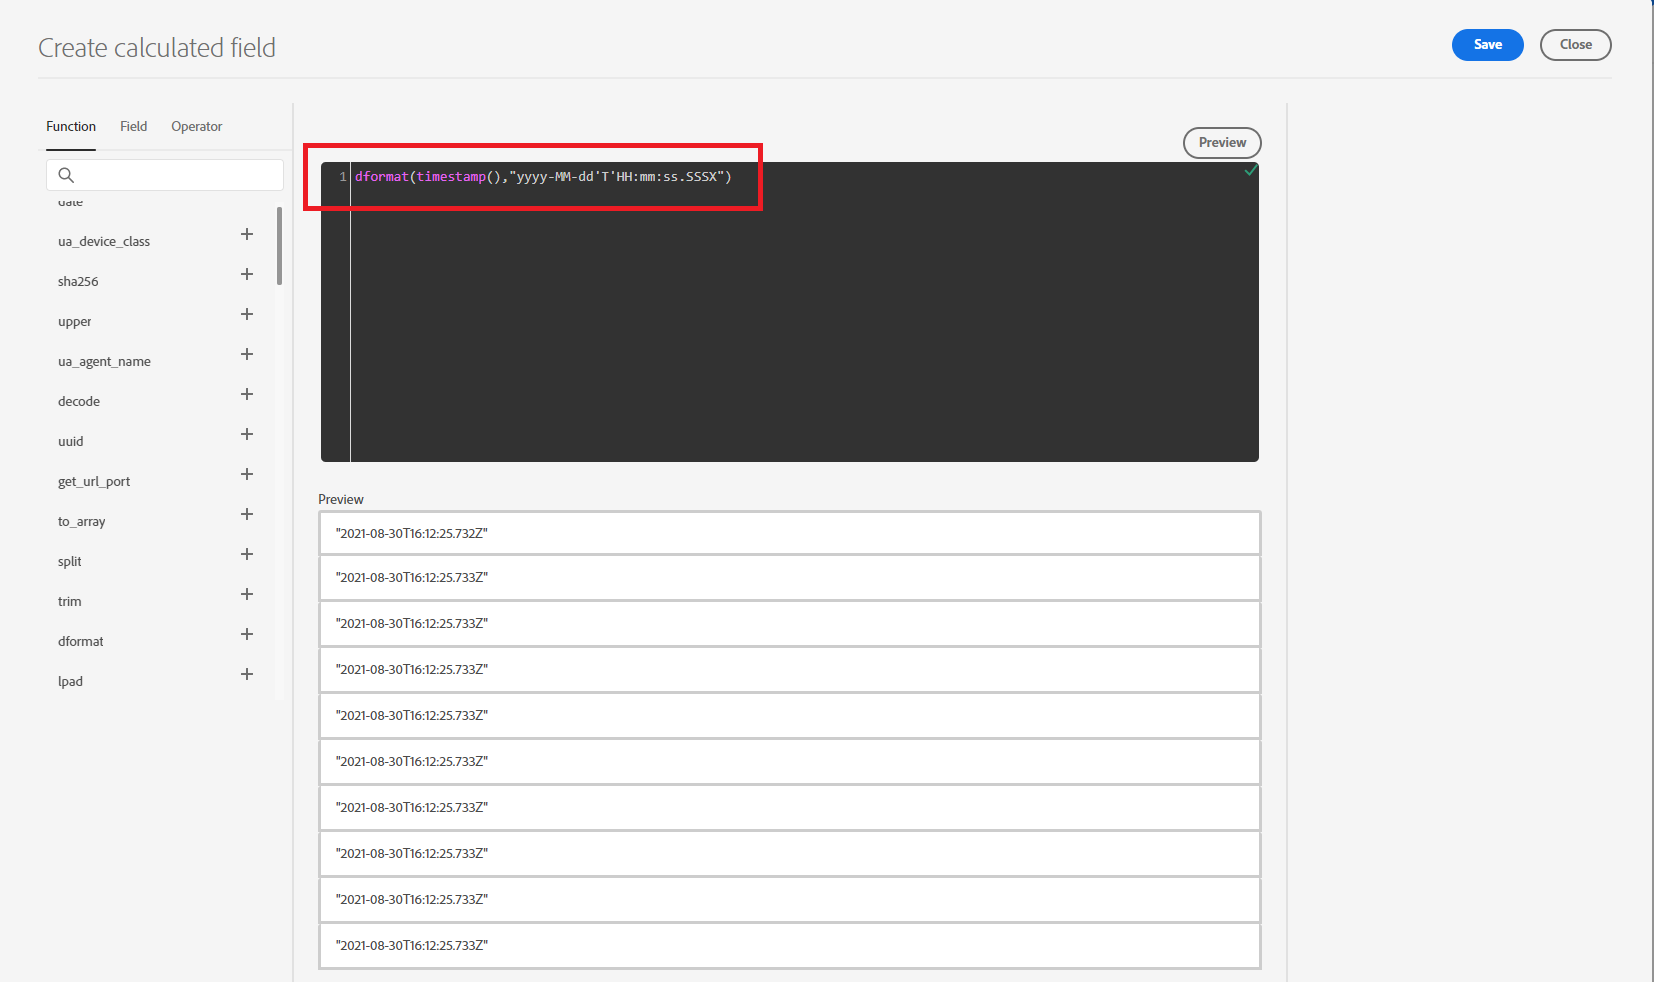 Create calculated field
Save
Close
Function
Field
Operator
date
ua_device_class
sha256
upper
ua_agent_name
decode
uuid
get_url_port
to_array
split
trim
dformat
lpad
Preview
1 dformat(timestamp(),"yyyy-MM-dd'T'HH:mm:ss.SSSX")
Preview
"2021-08-30T16:12:25.732Z"
"2021-08-30T16:12:25.733Z"
"2021-08-30T16:12:25.733Z"
"2021-08-30T16:12:25.733Z"
"2021-08-30T16:12:25.733Z"
"2021-08-30T16:12:25.733Z"
"2021-08-30T16:12:25.733Z"
"2021-08-30T16:12:25.733Z"
"2021-08-30T16:12:25.733Z"
"2021-08-30T16:12:25.733Z"